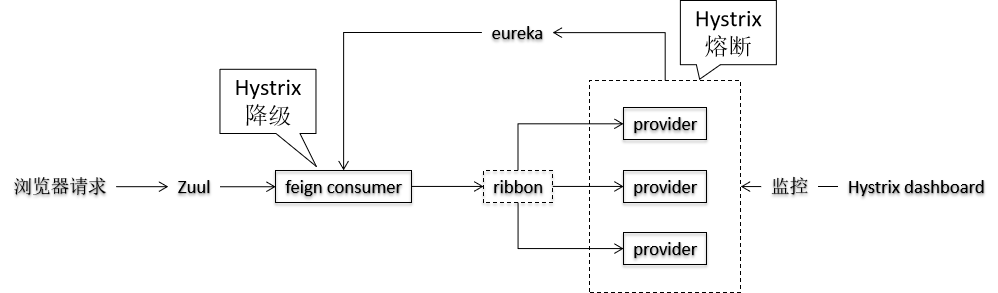 Hystrix
熔断
eureka
Hystrix
降级
provider
浏览器请求
Zuul
feign consumer
ribbon
provider
监控
Hystrix dashboard
provider